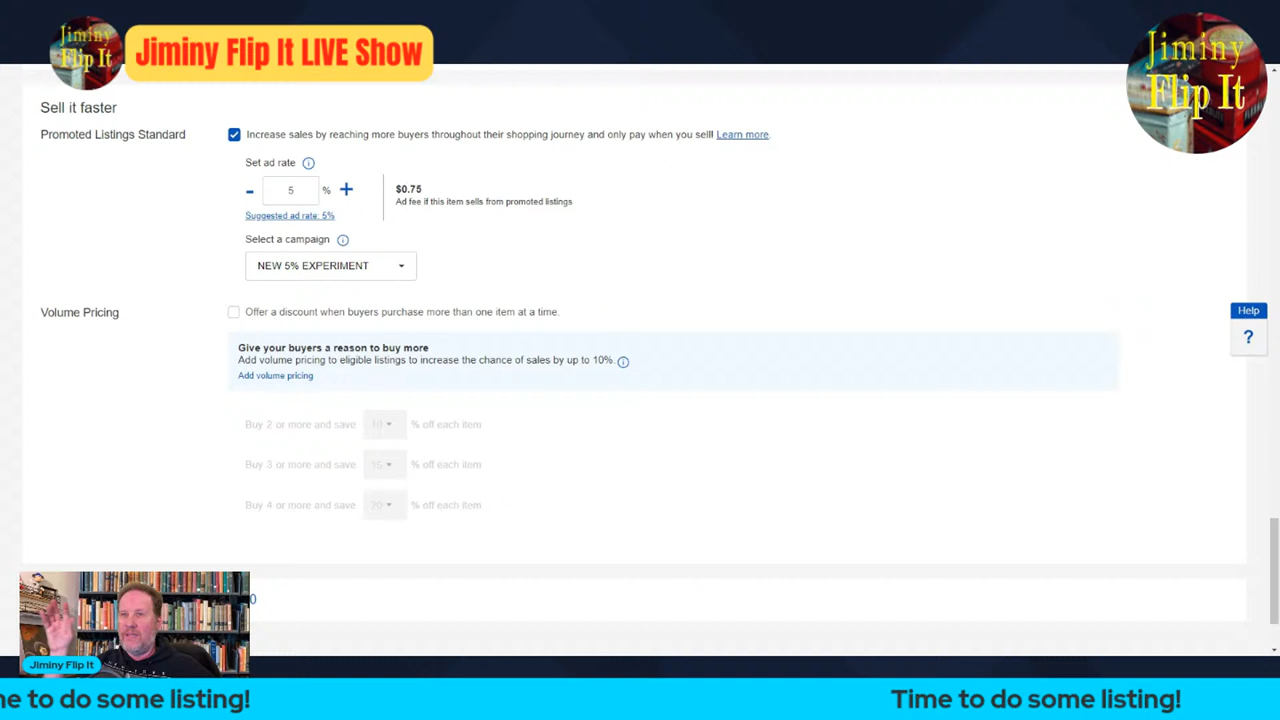 Jiminy
Flip It
Jiminy Flip It LIVE Show
Jiminy
Flip It
Sell it faster
Promoted Listings Standard
Increase sales by reaching more buyers throughout their shopping journey and only pay when you sell! Learn more.
Set ad rate
- 5 % +
$0.75
Ad fee if this item sells from promoted listings
Suggested ad rate: 5%
Select a campaign
NEW 5% EXPERIMENT
Volume Pricing
Offer a discount when buyers purchase more than one item at a time.
Help
?
Give your buyers a reason to buy more
Add volume pricing to eligible listings to increase the chance of sales by up to 10%.
Add volume pricing
Buy 2 or more and save 10 % off each item
Buy 3 or more and save 15 % off each item
Buy 4 or more and save 20 % off each item
0
Jiminy Flip It
ne to do some listing!
Time to do some listing!